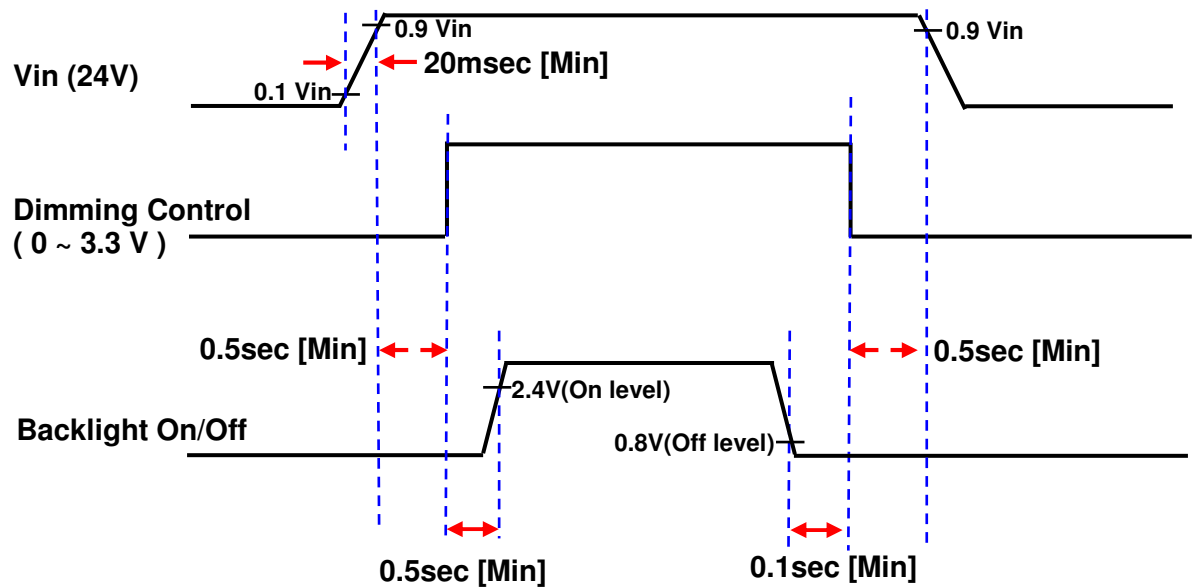 0.9 Vin
0.9 Vin
Vin (24V)
20msec [Min]
0.1 Vin
Dimming Control
( 0 ~ 3.3 V )
0.5sec [Min]
0.5sec [Min]
2.4V(On level)
Backlight On/Off
0.8V(Off level)
0.5sec [Min]
0.1sec [Min]